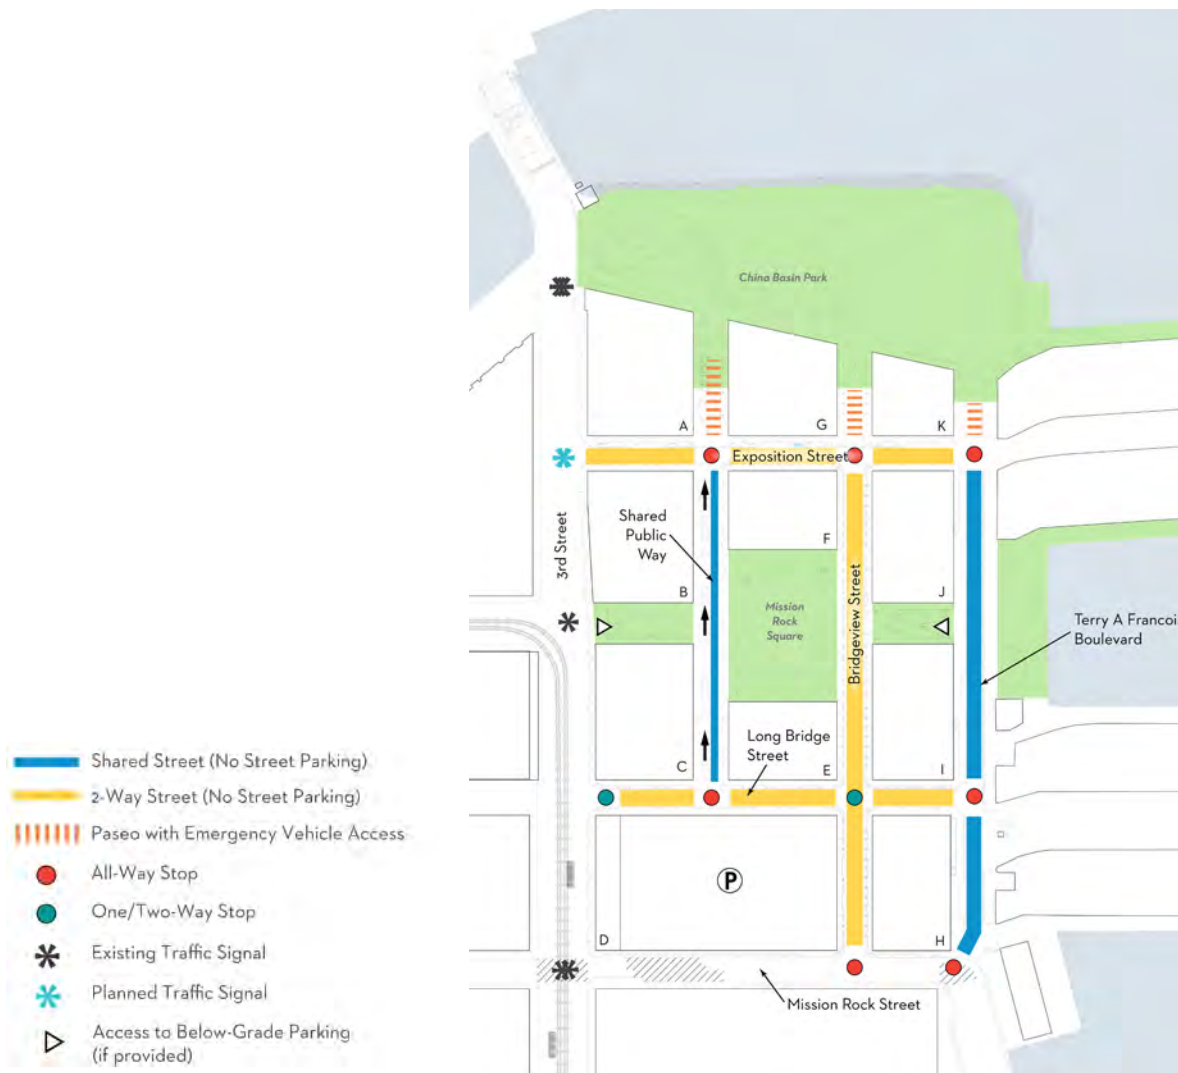 China Basin Park
A
G
K
Exposition Street
3rd Street
Shared
Public
Way
F
B
J
Mission
Rock
Square
Bridgeview Street
Terry A Francoi
Boulevard
Long Bridge
Street
C
E
I
P
D
H
Mission Rock Street
Shared Street (No Street Parking)
2-Way Street (No Street Parking)
Paseo with Emergency Vehicle Access
All-Way Stop
One/Two-Way Stop
Existing Traffic Signal
Planned Traffic Signal
Access to Below-Grade Parking
(if provided)